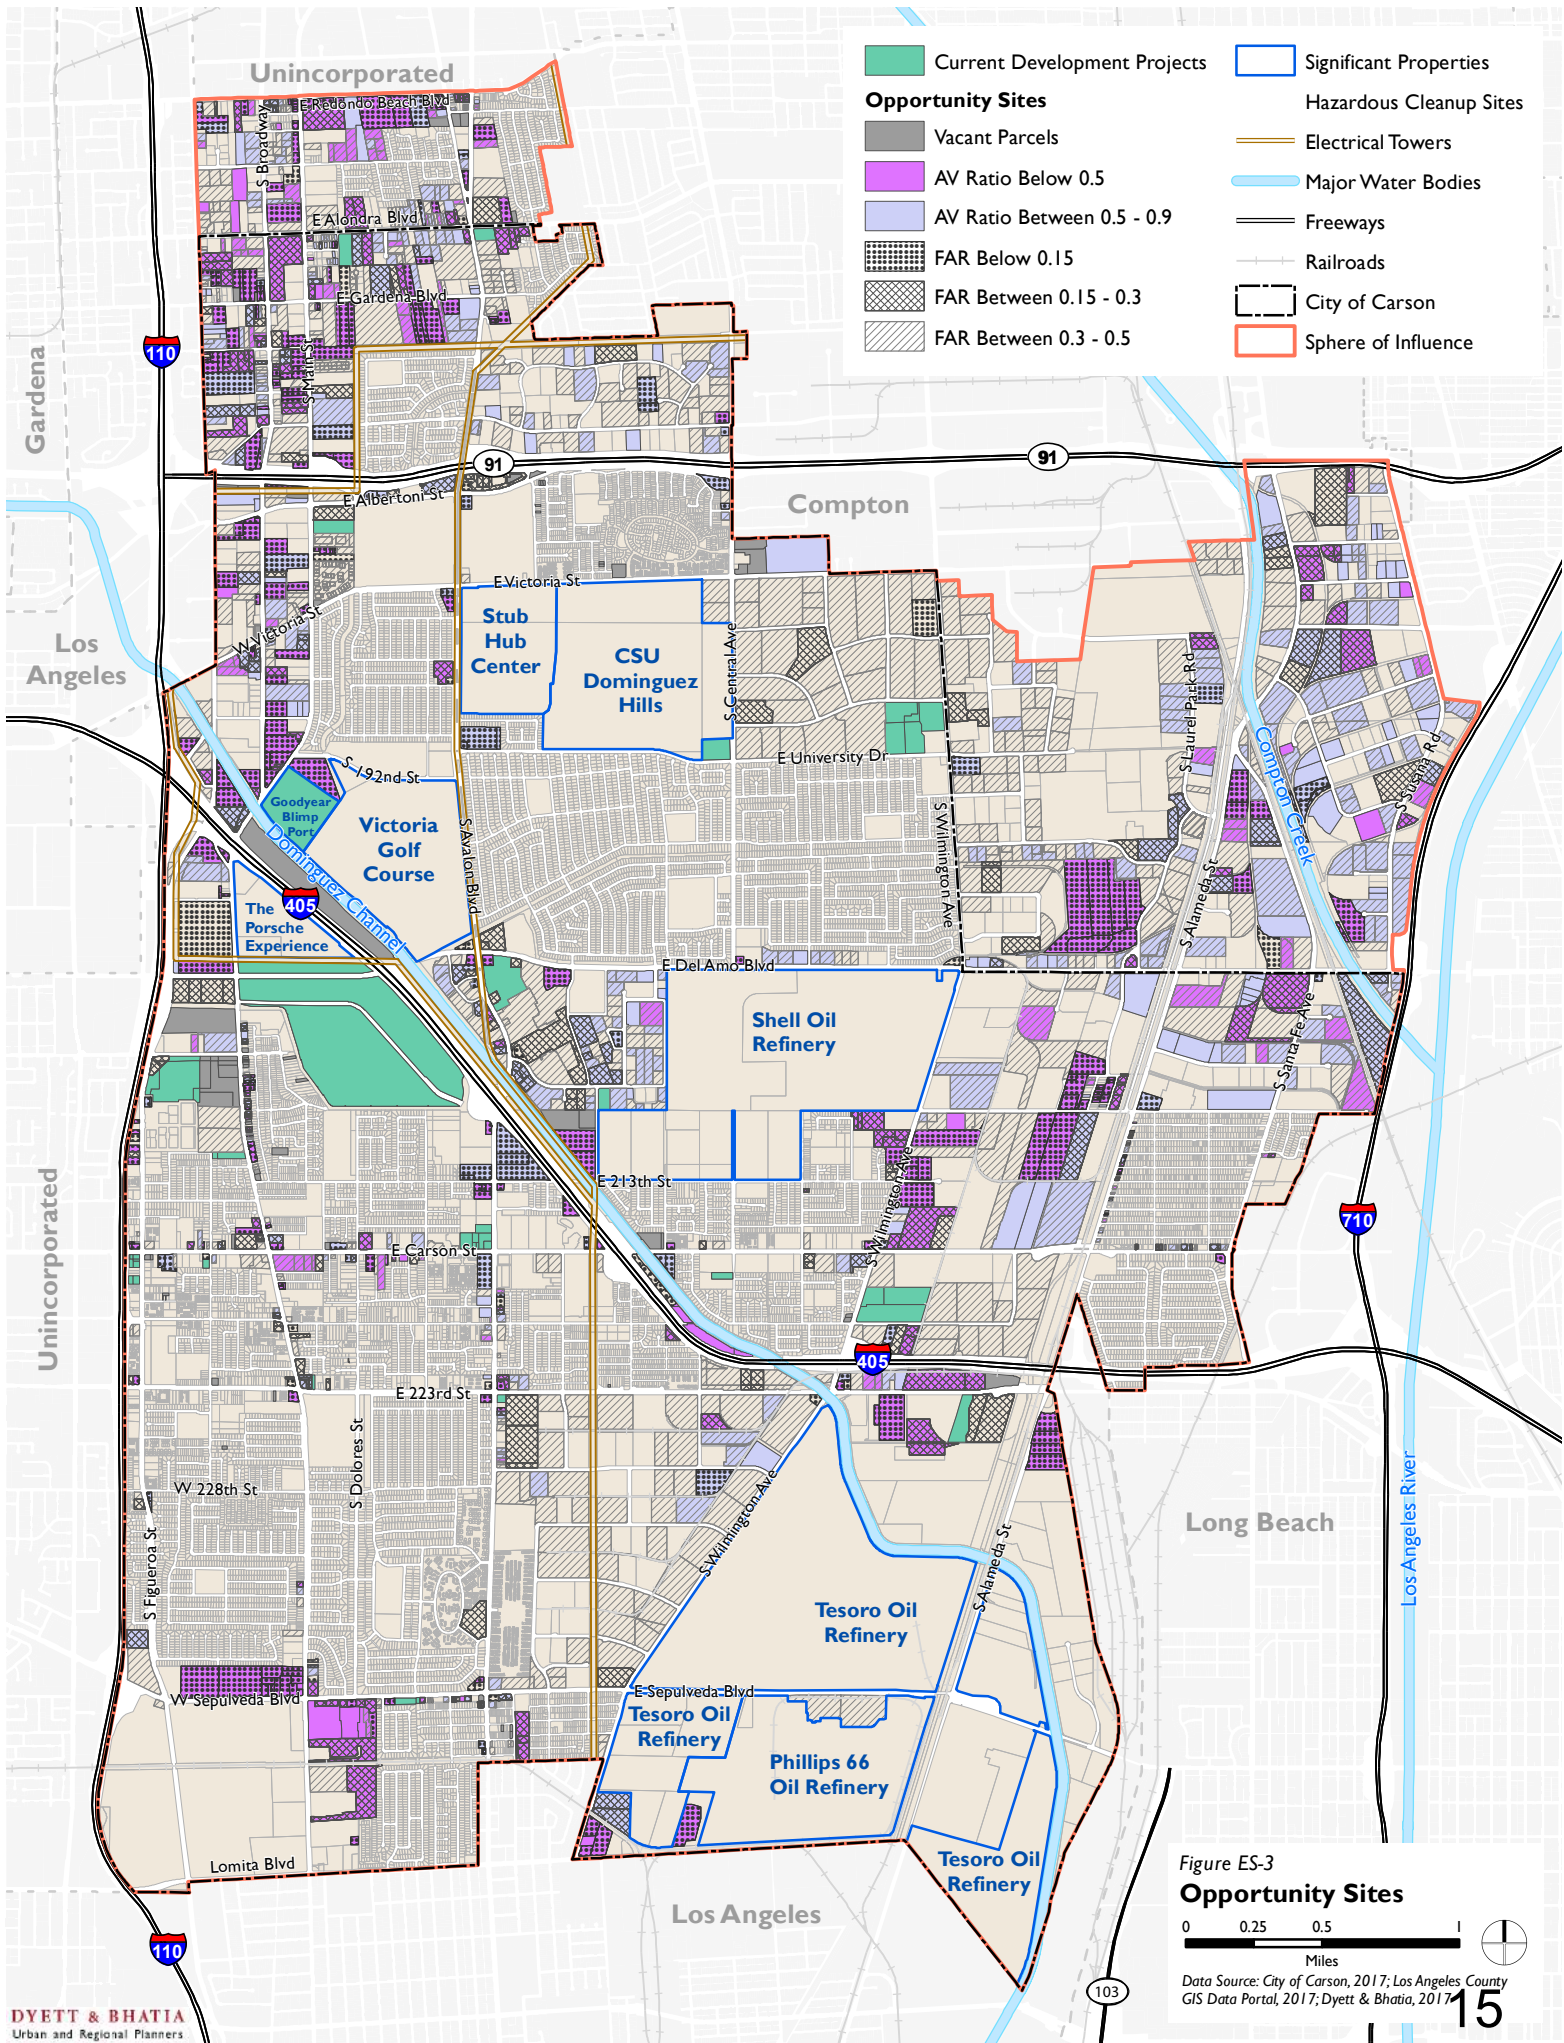 Current Development Projects
Opportunity Sites
Vacant Parcels
AV Ratio Below 0.5
AV Ratio Between 0.5 - 0.9
FAR Below 0.15
FAR Between 0.15 - 0.3
FAR Between 0.3 - 0.5
Significant Properties
Hazardous Cleanup Sites
Electrical Towers
Major Water Bodies
Freeways
Railroads
City of Carson
Sphere of Influence
Unincorporated
E Redondo Beach Blvd
S Broadway
E Alondra Blvd
E Gardena Blvd
S Main St
110
Gardena
91
91
E Albertoni St
Compton
E Victoria St
W Victoria St
Stub
Hub
Center
CSU
Dominguez
Hills
S Central Ave
Los
Angeles
S Laurel Park Rd
Compton Creek
S Susana Rd
E University Dr
S 192nd St
Goodyear
Blimp
Port
Victoria
Golf
Course
Dominguez Channel
S Avalon Blvd
S Wilmington Ave
S Alameda St
405
The
Porsche
Experience
E Del Amo Blvd
Shell Oil
Refinery
S Santa Fe Ave
Unincorporated
E 213th St
S Wilmington Ave
710
E Carson St
405
E 223rd St
S Dolores St
W 228th St
S Figueroa St
S Wilmington Ave
S Alameda St
Long Beach
Los Angeles River
Tesoro Oil
Refinery
W Sepulveda Blvd
E Sepulveda Blvd
Tesoro Oil
Refinery
Phillips 66
Oil Refinery
Lomita Blvd
Tesoro Oil
Refinery
Los Angeles
110
103
Figure ES-3
Opportunity Sites
0 0.25 0.5 1
Miles
Data Source: City of Carson, 2017; Los Angeles County
GIS Data Portal, 2017; Dyett & Bhatia, 2017
15
DYETT & BHATIA
Urban and Regional Planners